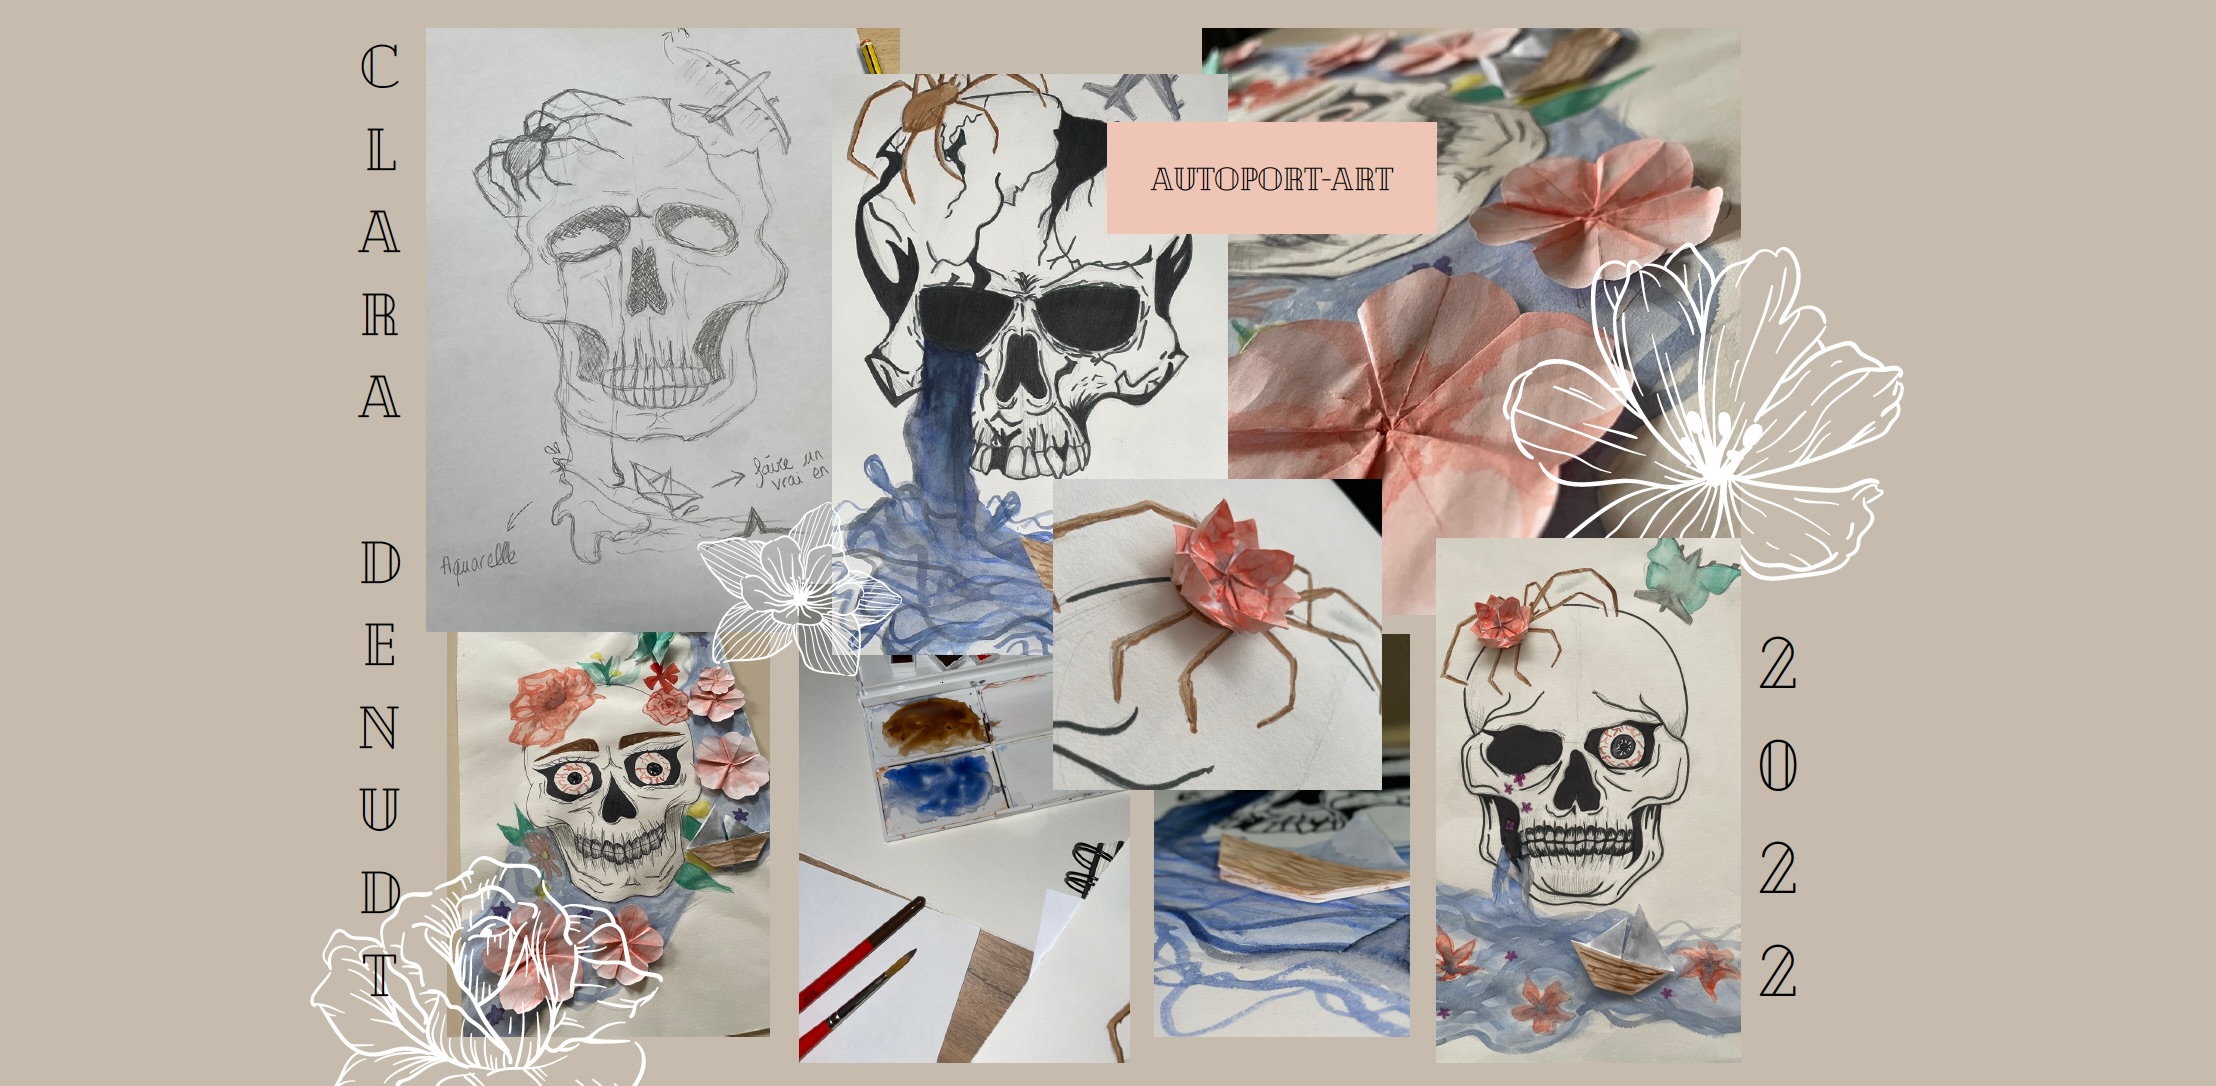 CLARA DENUDT
AUTOPORT-ART
faire un
vrai en
Aquarelle
2022